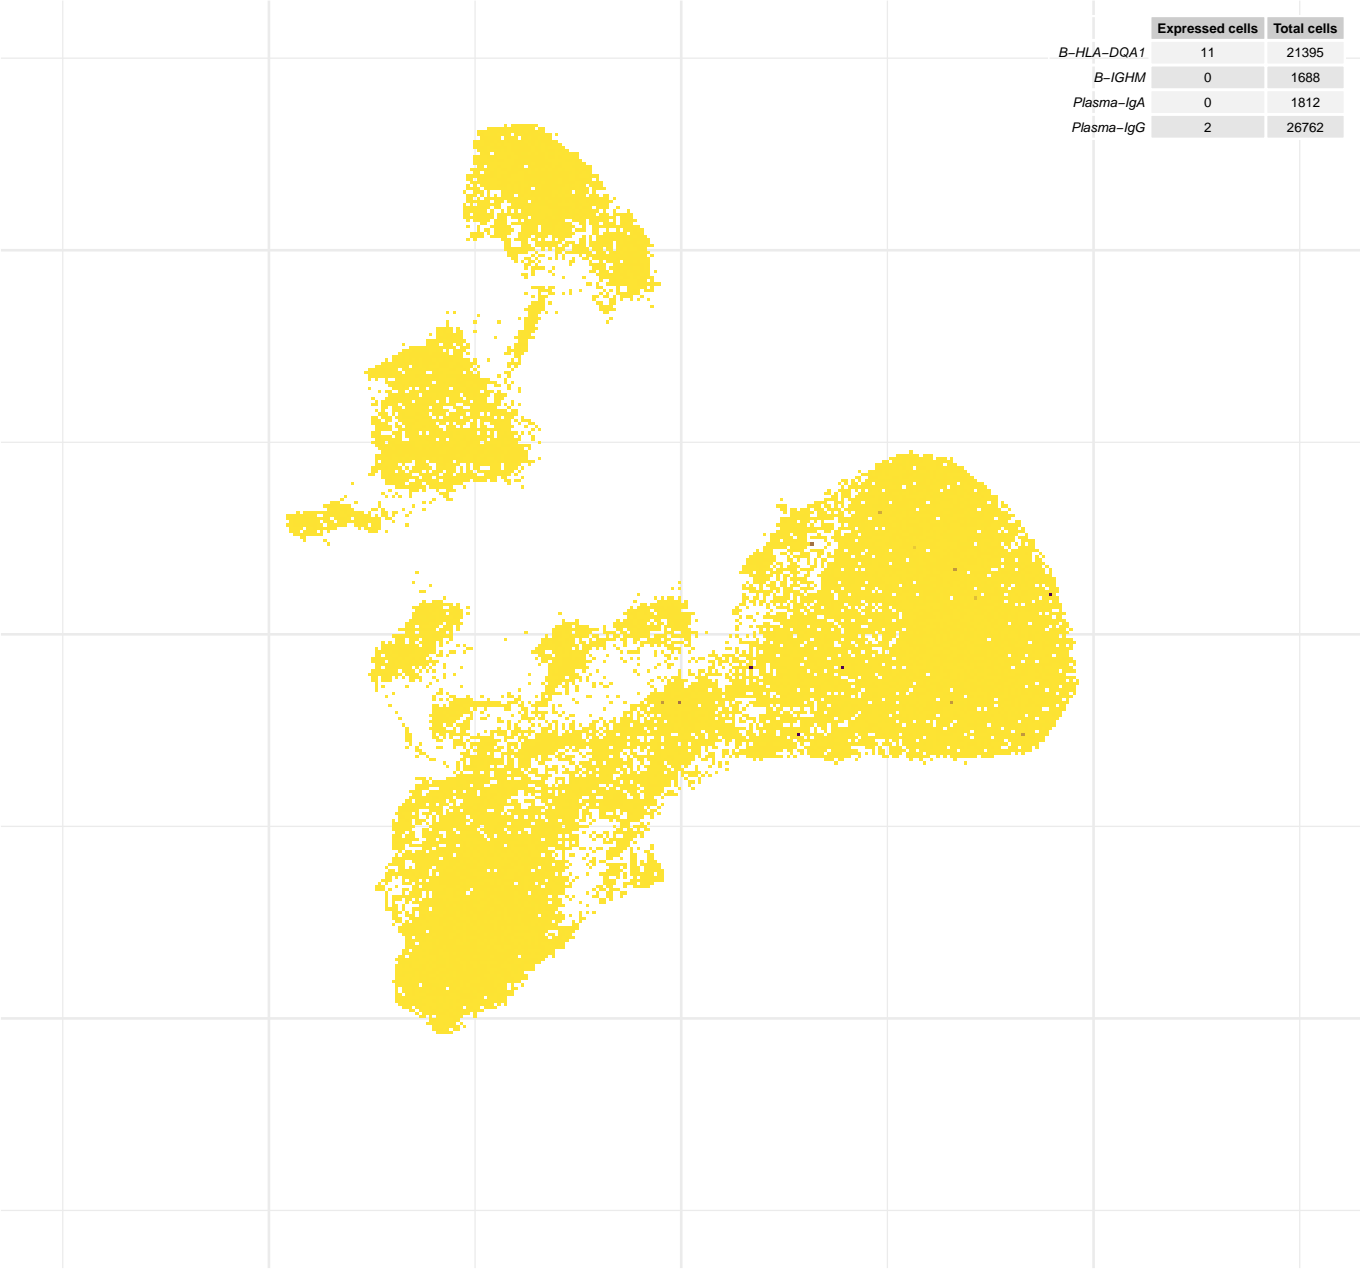 Expressed cells Total cells
B–HLA–DQA1 11 21395
B–IGHM 0 1688
Plasma–IgA 0 1812
Plasma–IgG 2 26762